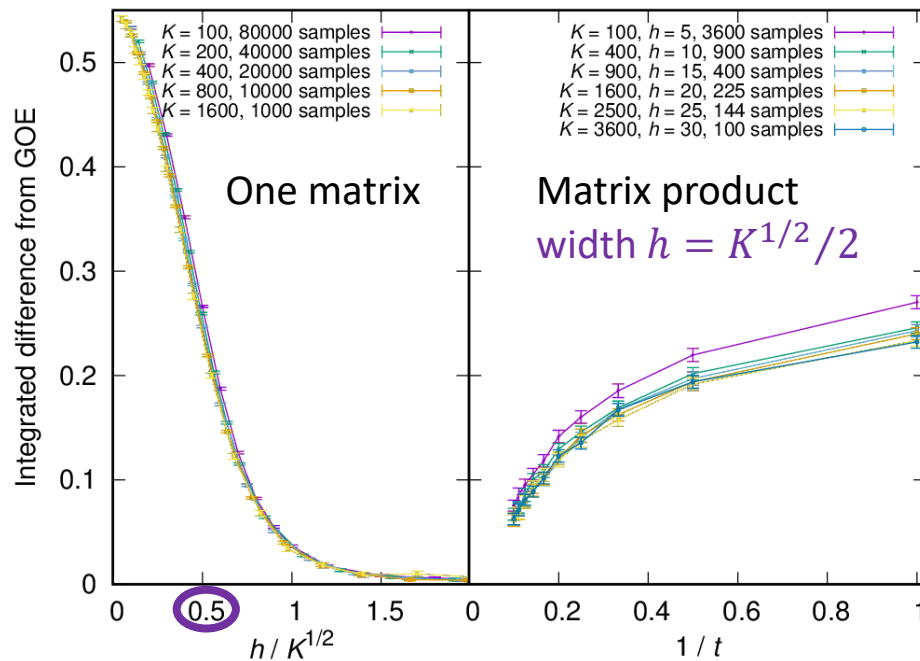 Integrated difference from GOE
0.5
0.4
0.3
0.2
0.1
0
K = 100, 80000 samples
K = 200, 40000 samples
K = 400, 20000 samples
K = 800, 10000 samples
K = 1600, 1000 samples
One matrix
0 0.5 1 1.5
h / K^{1/2}
K = 100, h = 5, 3600 samples
K = 400, h = 10, 900 samples
K = 900, h = 15, 400 samples
K = 1600, h = 20, 225 samples
K = 2500, h = 25, 144 samples
K = 3600, h = 30, 100 samples
Matrix product
width h = K^{1/2}/2
0.2 0.4 0.6 0.8 1
1 / t